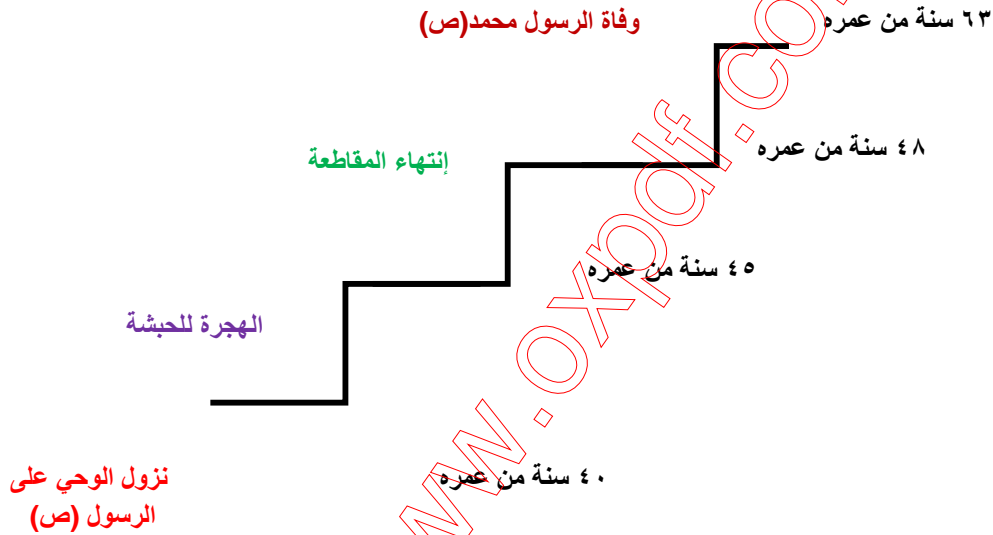 ٦٣ سنة من عمره
وفاة الرسول محمد(ص)
٤٨ سنة من عمره
إنتهاء المقاطعة
٤٥ سنة من عمره
الهجرة للحبشة
٤٠ سنة من عمره
نزول الوحي على
الرسول (ص)
www.oxpdf.co